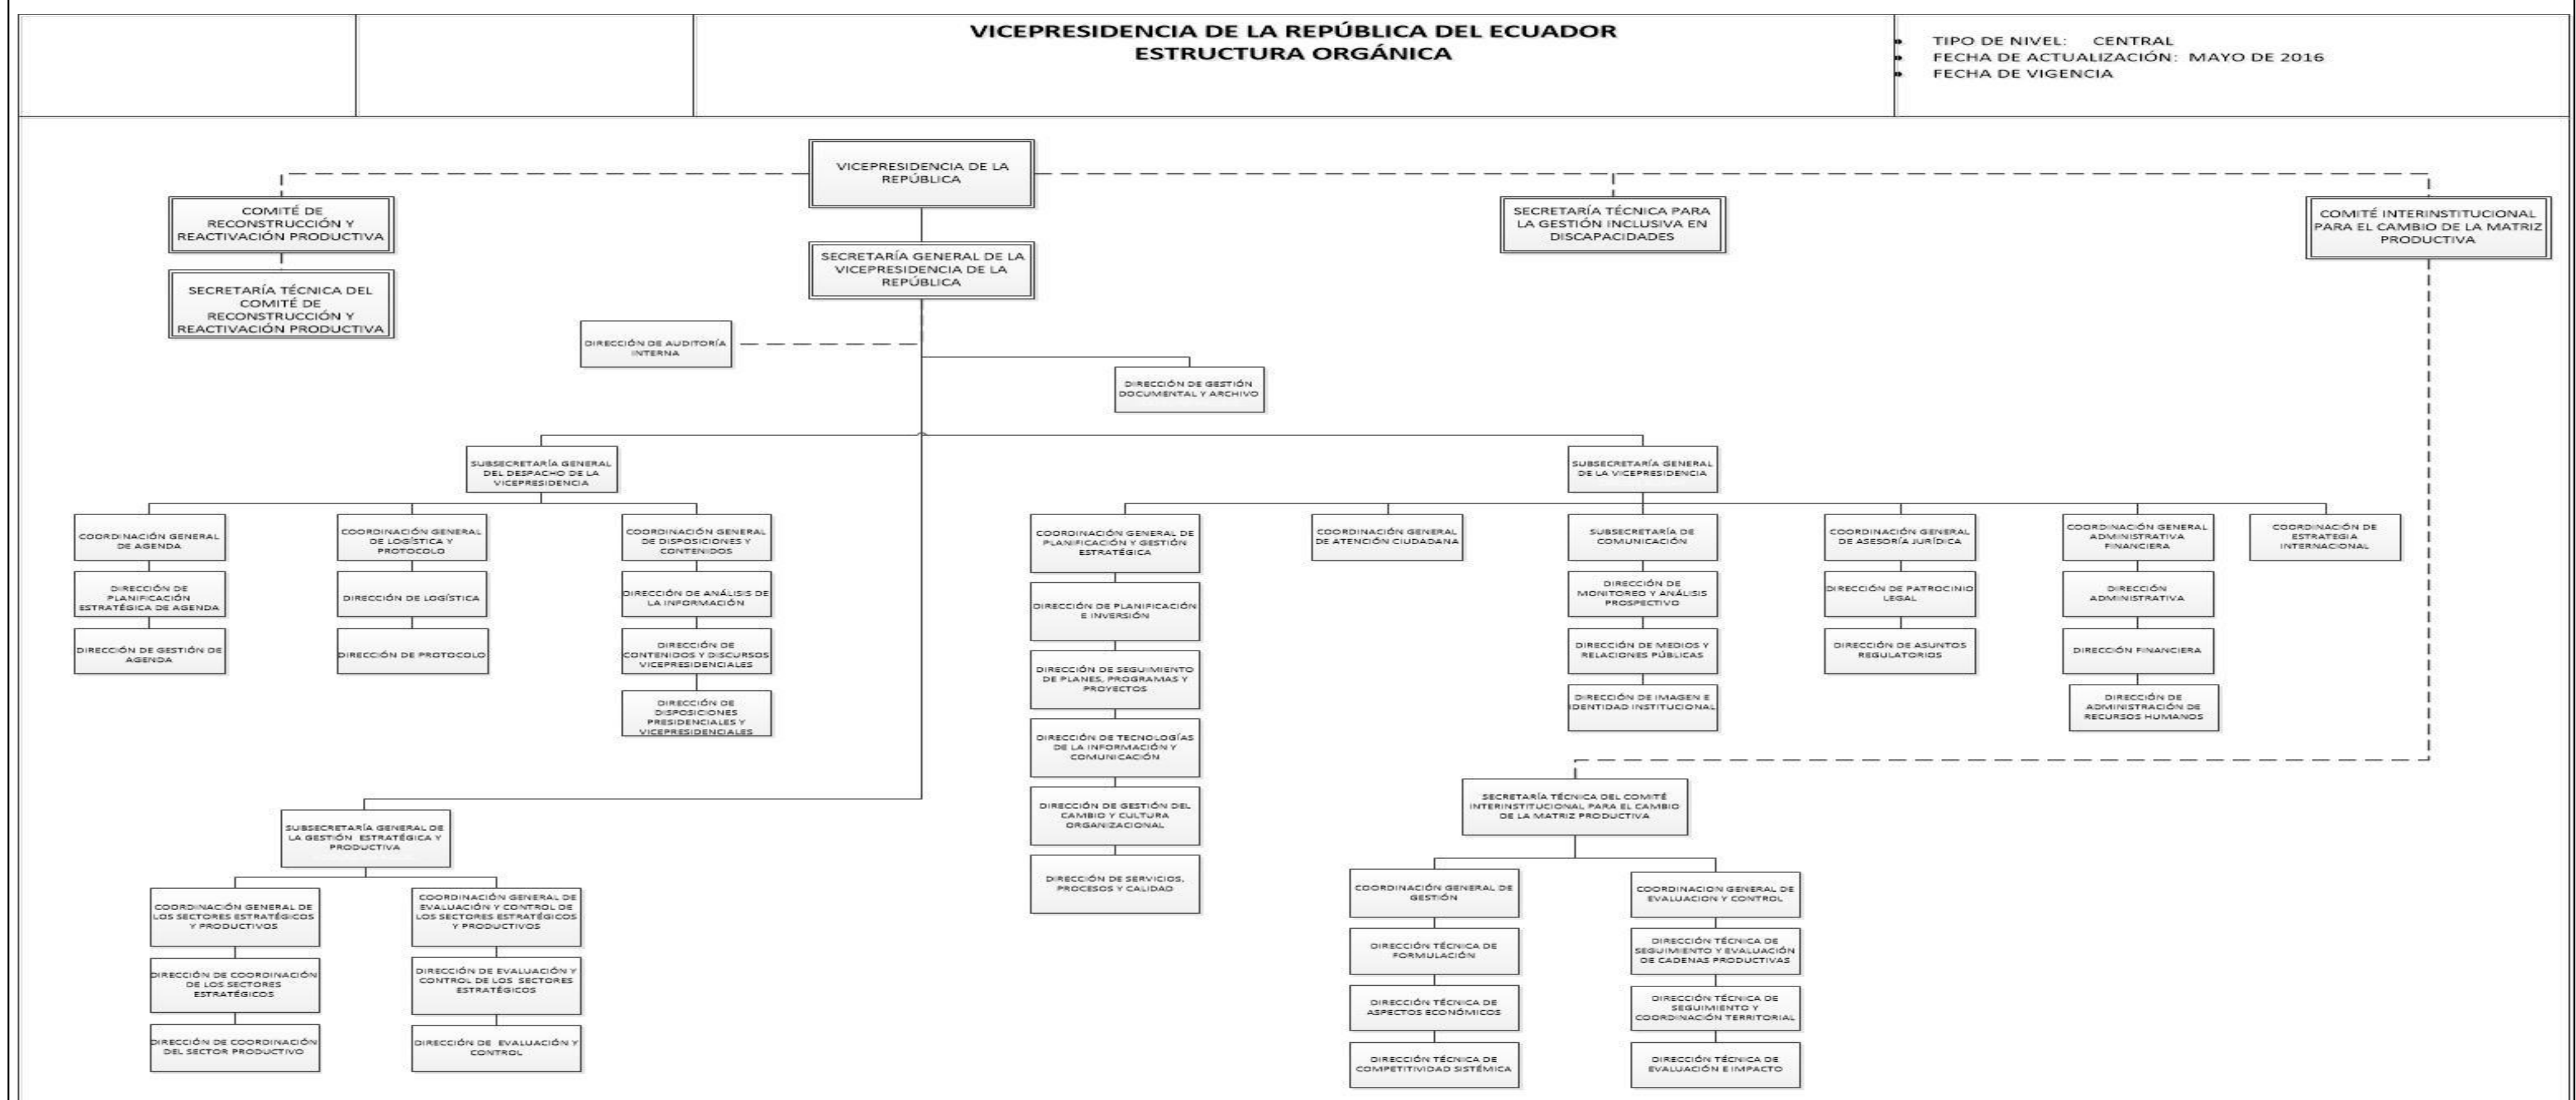 VICEPRESIDENCIA DE LA REPÚBLICA DEL ECUADOR
ESTRUCTURA ORGÁNICA
TIPO DE NIVEL: CENTRAL
FECHA DE ACTUALIZACIÓN: MAYO DE 2016
FECHA DE VIGENCIA
VICEPRESIDENCIA DE LA
REPÚBLICA
COMITÉ DE
RECONSTRUCCIÓN Y
REACTIVACIÓN PRODUCTIVA
SECRETARÍA TÉCNICA PARA
LA GESTIÓN INCLUSIVA EN
DISCAPACIDADES
COMITÉ INTERINSTITUCIONAL
PARA EL CAMBIO DE LA MATRIZ
PRODUCTIVA
SECRETARÍA GENERAL DE LA
VICEPRESIDENCIA DE LA
REPÚBLICA
SECRETARÍA TÉCNICA DEL
COMITÉ DE
RECONSTRUCCIÓN Y
REACTIVACIÓN PRODUCTIVA
DIRECCIÓN DE AUDITORÍA
INTERNA
DIRECCIÓN DE GESTIÓN
DOCUMENTAL Y ARCHIVO
SUBSECRETARÍA GENERAL
DEL DESPACHO DE LA
VICEPRESIDENCIA
SUBSECRETARÍA GENERAL
DE LA VICEPRESIDENCIA
COORDINACIÓN GENERAL
DE AGENDA
DIRECCIÓN DE
PLANIFICACIÓN
ESTRATÉGICA DE AGENDA
DIRECCIÓN DE GESTIÓN DE
AGENDA
COORDINACIÓN GENERAL
DE LOGÍSTICA Y
PROTOCOLO
DIRECCIÓN DE LOGÍSTICA
DIRECCIÓN DE PROTOCOLO
COORDINACIÓN GENERAL
DE DISPOSICIONES Y
CONTENIDOS
DIRECCIÓN DE ANÁLISIS DE
LA INFORMACIÓN
DIRECCIÓN DE
CONTENIDOS Y DISCURSOS
VICEPRESIDENCIALES
DIRECCIÓN DE
DISPOSICIONES
PRESIDENCIALES Y
VICEPRESIDENCIALES
COORDINACIÓN GENERAL DE
PLANIFICACIÓN Y GESTIÓN
ESTRATÉGICA
DIRECCIÓN DE PLANIFICACIÓN
E INVERSIÓN
DIRECCIÓN DE SEGUIMIENTO
DE PLANES, PROGRAMAS Y
PROYECTOS
DIRECCIÓN DE TECNOLOGÍAS
DE LA INFORMACIÓN Y
COMUNICACIÓN
DIRECCIÓN DE GESTIÓN DEL
CAMBIO Y CULTURA
ORGANIZACIONAL
DIRECCIÓN DE SERVICIOS,
PROCESOS Y CALIDAD
COORDINACIÓN GENERAL
DE ATENCIÓN CIUDADANA
SUBSECRETARÍA DE
COMUNICACIÓN
DIRECCIÓN DE
MONITOREO Y ANÁLISIS
PROSPECTIVO
DIRECCIÓN DE MEDIOS Y
RELACIONES PÚBLICAS
DIRECCIÓN DE IMAGEN E
IDENTIDAD INSTITUCIONAL
COORDINACIÓN GENERAL
DE ASESORÍA JURÍDICA
DIRECCIÓN DE PATROCINIO
LEGAL
DIRECCIÓN DE ASUNTOS
REGULATORIOS
COORDINACIÓN GENERAL
ADMINISTRATIVA
FINANCIERA
DIRECCIÓN
ADMINISTRATIVA
DIRECCIÓN FINANCIERA
DIRECCIÓN DE
ADMINISTRACIÓN DE
RECURSOS HUMANOS
COORDINACIÓN DE
ESTRATEGIA
INTERNACIONAL
SUBSECRETARÍA GENERAL DE
LA GESTIÓN ESTRATÉGICA Y
PRODUCTIVA
COORDINACIÓN GENERAL DE
LOS SECTORES ESTRATÉGICOS
Y PRODUCTIVOS
DIRECCIÓN DE COORDINACIÓN
DE LOS SECTORES
ESTRATÉGICOS
DIRECCIÓN DE COORDINACIÓN
DEL SECTOR PRODUCTIVO
COORDINACIÓN GENERAL DE
EVALUACIÓN Y CONTROL DE
LOS SECTORES ESTRATÉGICOS
Y PRODUCTIVOS
DIRECCIÓN DE EVALUACIÓN Y
CONTROL DE LOS SECTORES
ESTRATÉGICOS
DIRECCIÓN DE EVALUACIÓN Y
CONTROL
SECRETARÍA TÉCNICA DEL COMITÉ
INTERINSTITUCIONAL PARA EL CAMBIO
DE LA MATRIZ PRODUCTIVA
COORDINACIÓN GENERAL DE
GESTIÓN
DIRECCIÓN TÉCNICA DE
FORMULACIÓN
DIRECCIÓN TÉCNICA DE
ASPECTOS ECONÓMICOS
DIRECCIÓN TÉCNICA DE
COMPETITIVIDAD SISTÉMICA
COORDINACION GENERAL DE
EVALUACION Y CONTROL
DIRECCIÓN TÉCNICA DE
SEGUIMIENTO Y EVALUACIÓN
DE CADENAS PRODUCTIVAS
DIRECCIÓN TÉCNICA DE
SEGUIMIENTO Y
COORDINACIÓN TERRITORIAL
DIRECCIÓN TÉCNICA DE
EVALUACIÓN E IMPACTO